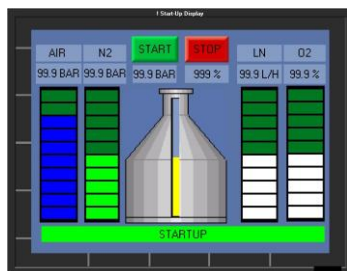 ! Start-Up Display
AIR N2 START STOP LN O2
99.9 BAR 99.9 BAR 99.9 BAR 999 % 99.9 L/H 99.9 %
STARTUP